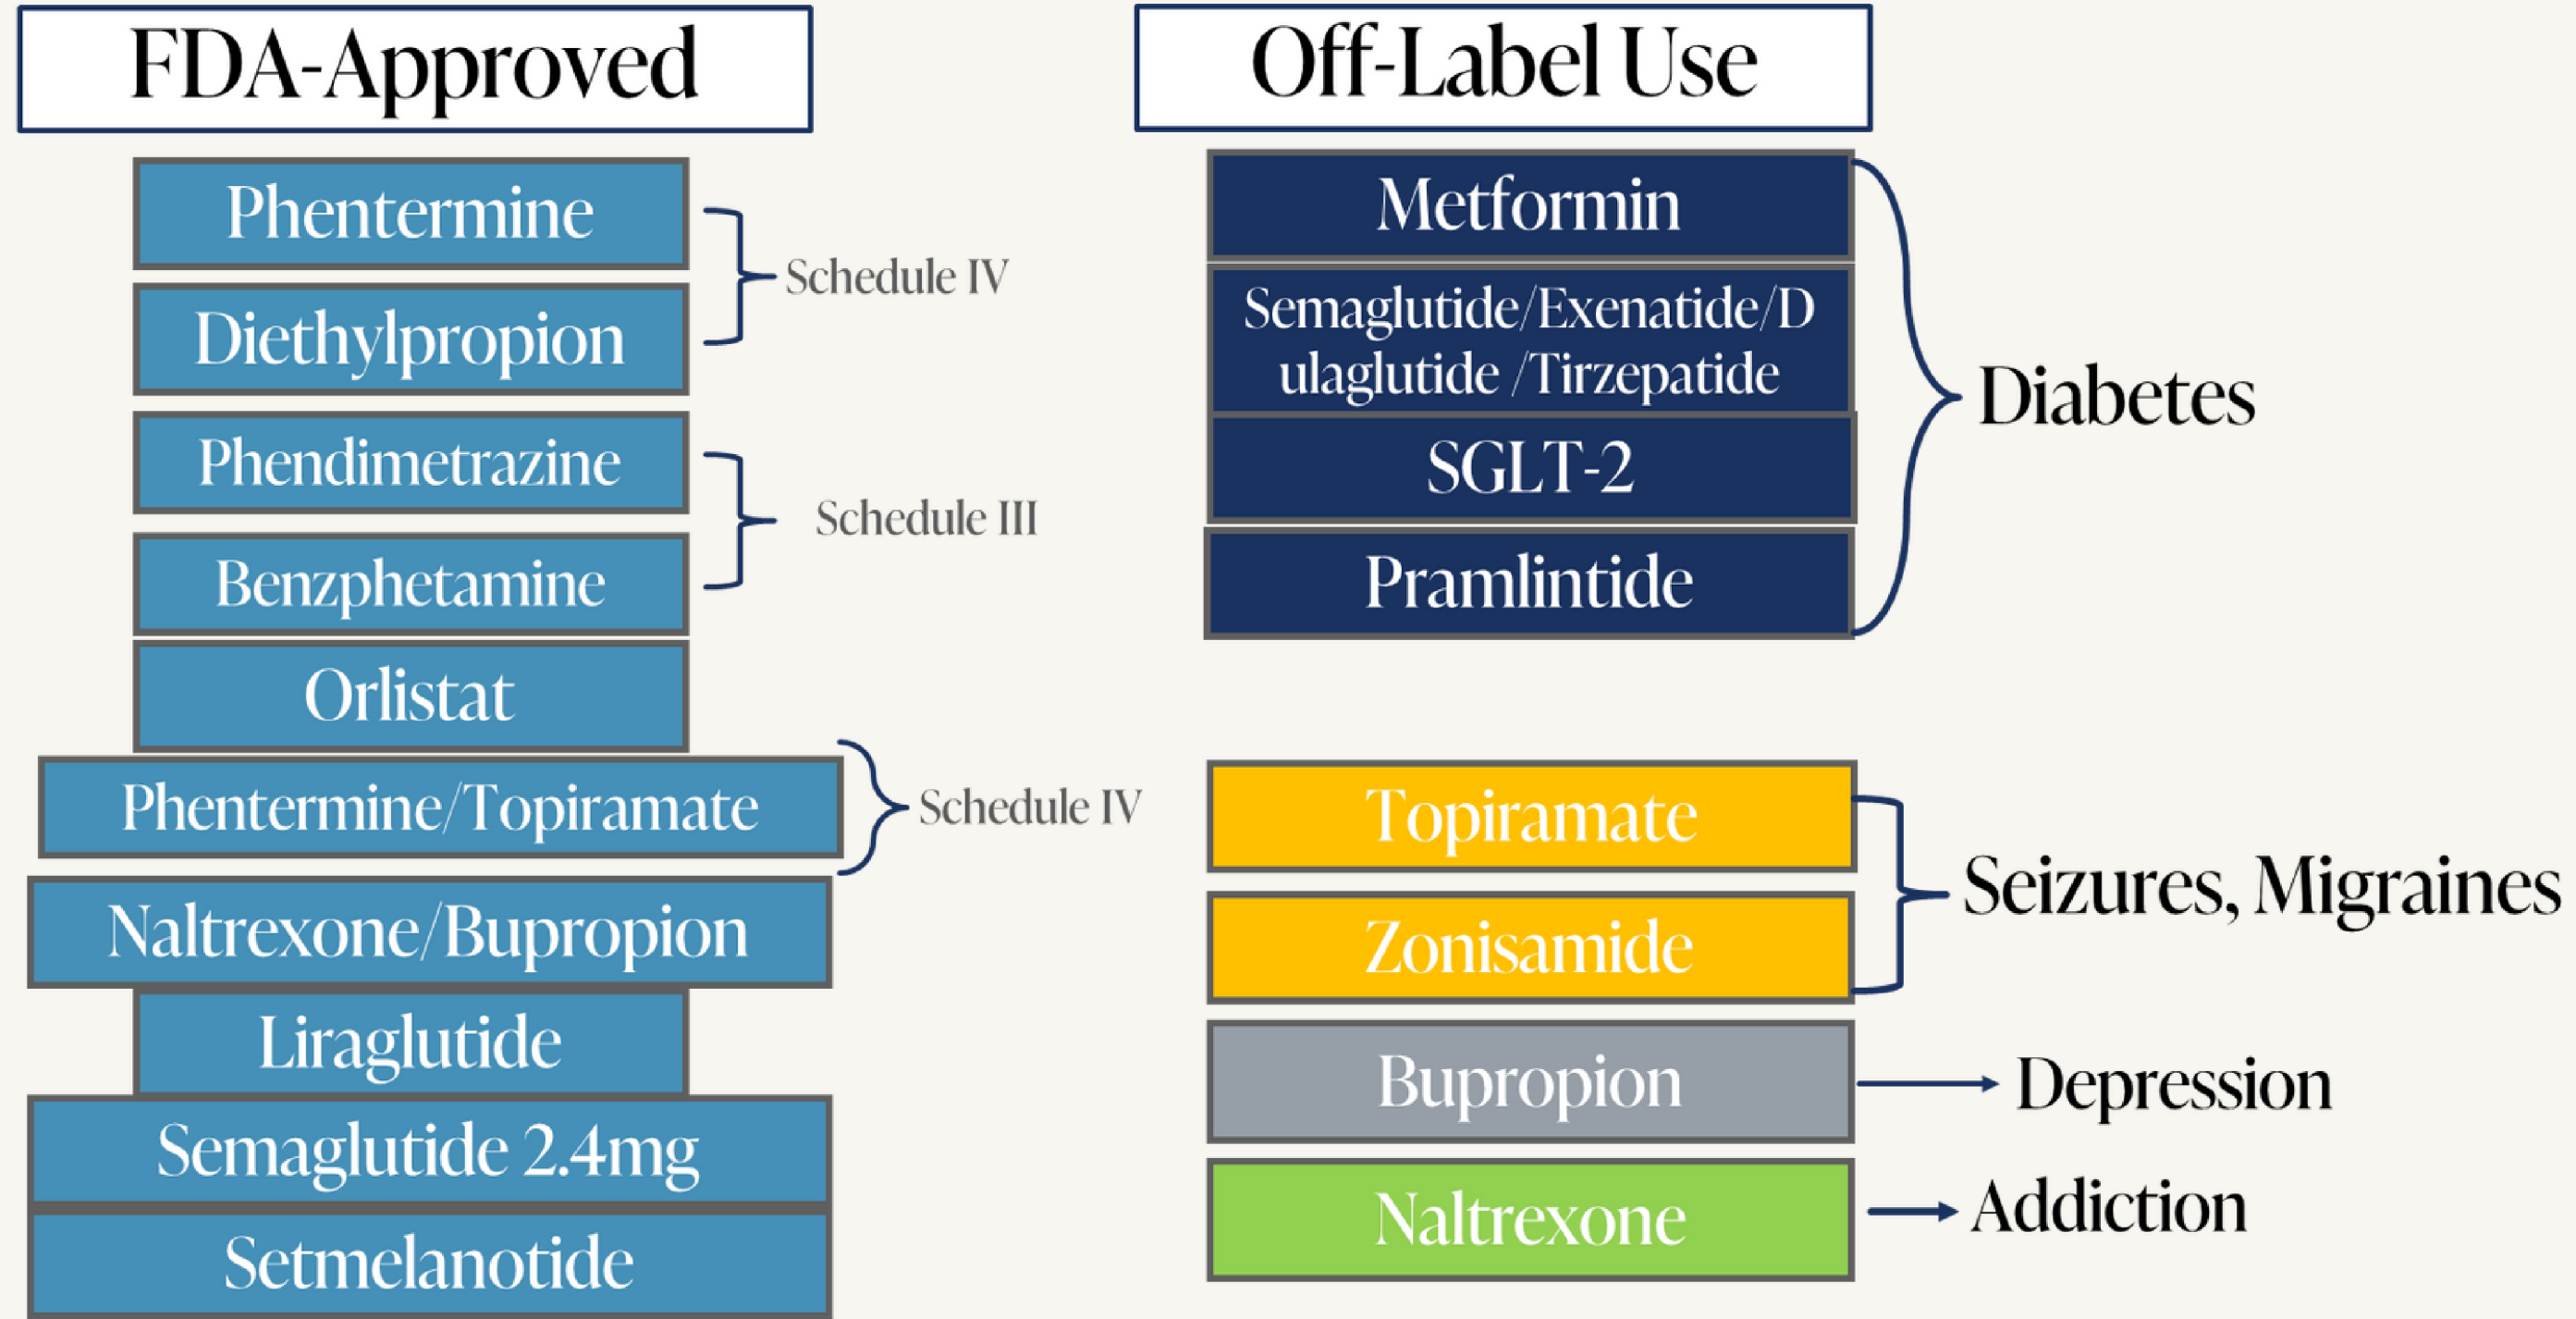 FDA-Approved
Phentermine
Diethylpropion
Schedule IV
Phendimetrazine
Benzphetamine
Schedule III
Orlistat
Phentermine/Topiramate
Schedule IV
Naltrexone/Bupropion
Liraglutide
Semaglutide 2.4mg
Setmelanotide
Off-Label Use
Metformin
Semaglutide/Exenatide/D
ulaglutide /Tirzepatide
SGLT-2
Pramlintide
Diabetes
Topiramate
Zonisamide
Seizures, Migraines
Bupropion
Depression
Naltrexone
Addiction